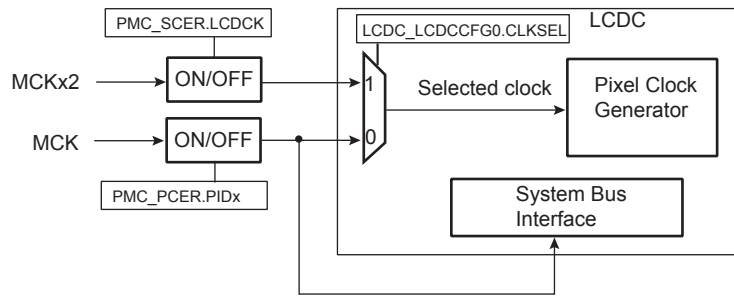 PMC_SCER.LCDCK
LCDC_LCDCCFG0.CLKSEL
LCDC
MCKx2
ON/OFF
1
Selected clock
Pixel Clock
Generator
MCK
ON/OFF
0
PMC_PCER.PIDx
System Bus
Interface